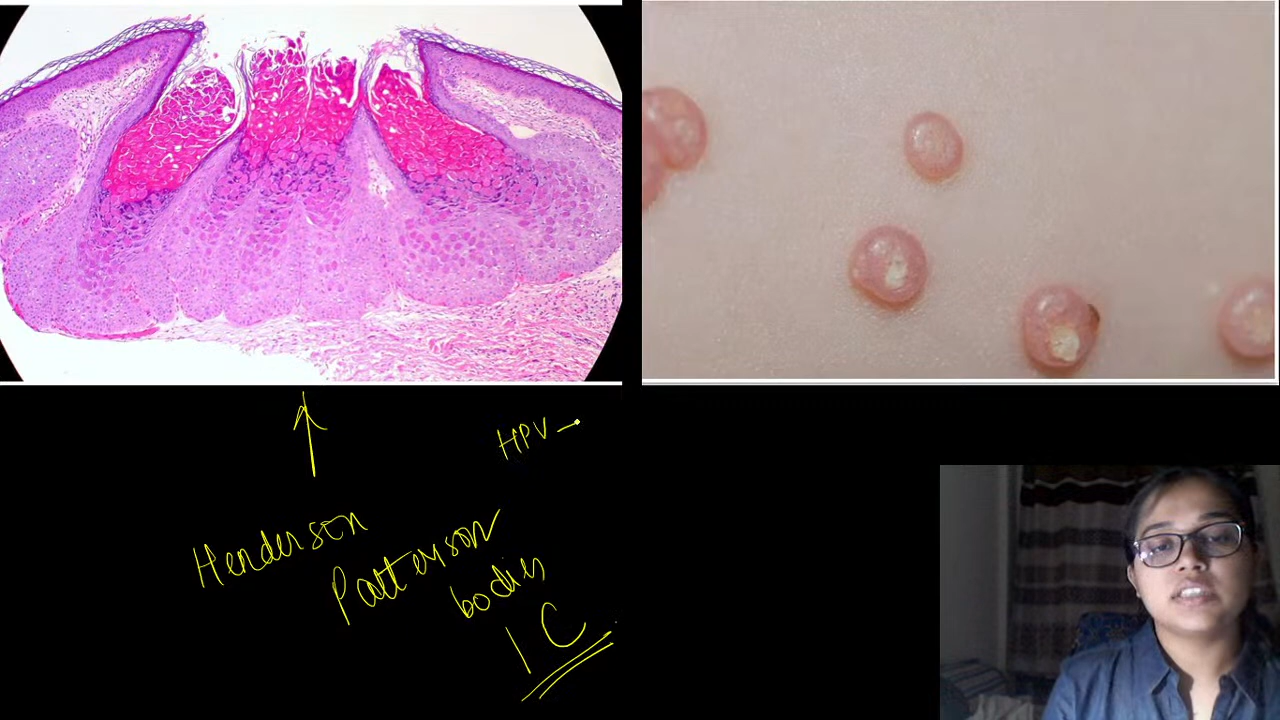 HPV –
Henderson
Patterson
bodies
IC